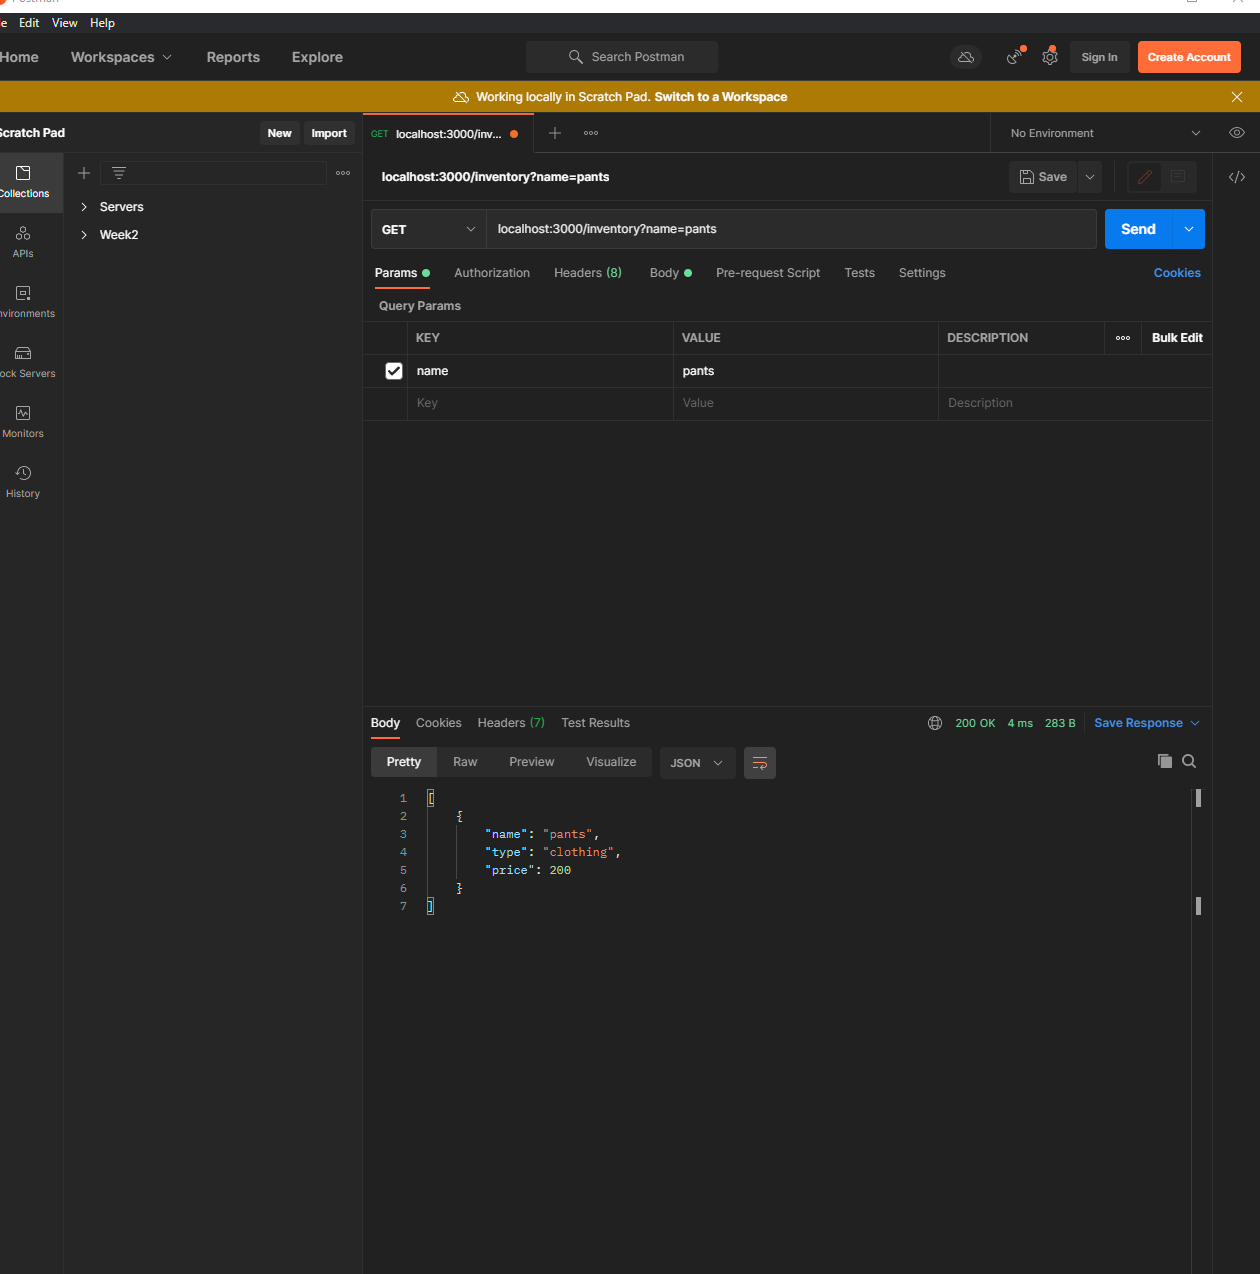 Edit View Help
Home Workspaces Reports Explore Search Postman Sign In Create Account
Working locally in Scratch Pad. Switch to a Workspace
Scratch Pad New Import GET localhost:3000/inv... No Environment
localhost:3000/inventory?name=pants Save
Collections
Servers
Week2
APIs
nvironments
ock Servers
Monitors
History
GET localhost:3000/inventory?name=pants Send
Params Authorization Headers (8) Body Pre-request Script Tests Settings Cookies
Query Params
KEY VALUE DESCRIPTION Bulk Edit
name pants
Key Value Description
Body Cookies Headers (7) Test Results 200 OK 4 ms 283 B Save Response
Pretty Raw Preview Visualize JSON
1 [
2 {
3 "name": "pants",
4 "type": "clothing",
5 "price": 200
6 }
7 ]